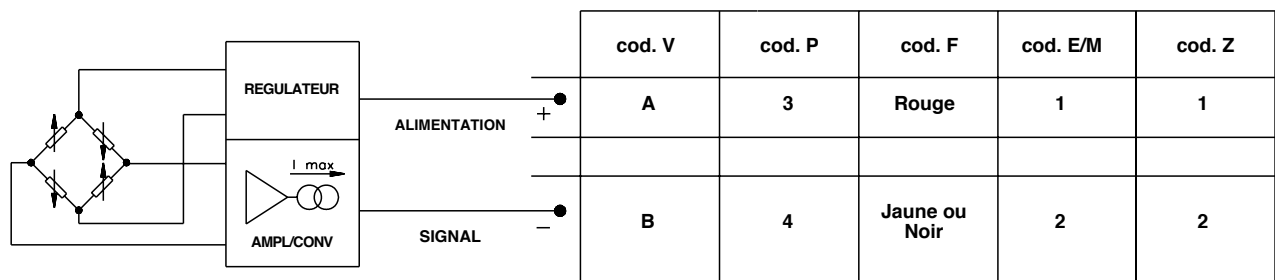 cod. V cod. P cod. F cod. E/M cod. Z
REGULATEUR
ALIMENTATION + A 3 Rouge 1 1
I max
AMPL/CONV
SIGNAL − B 4 Jaune ou Noir 2 2